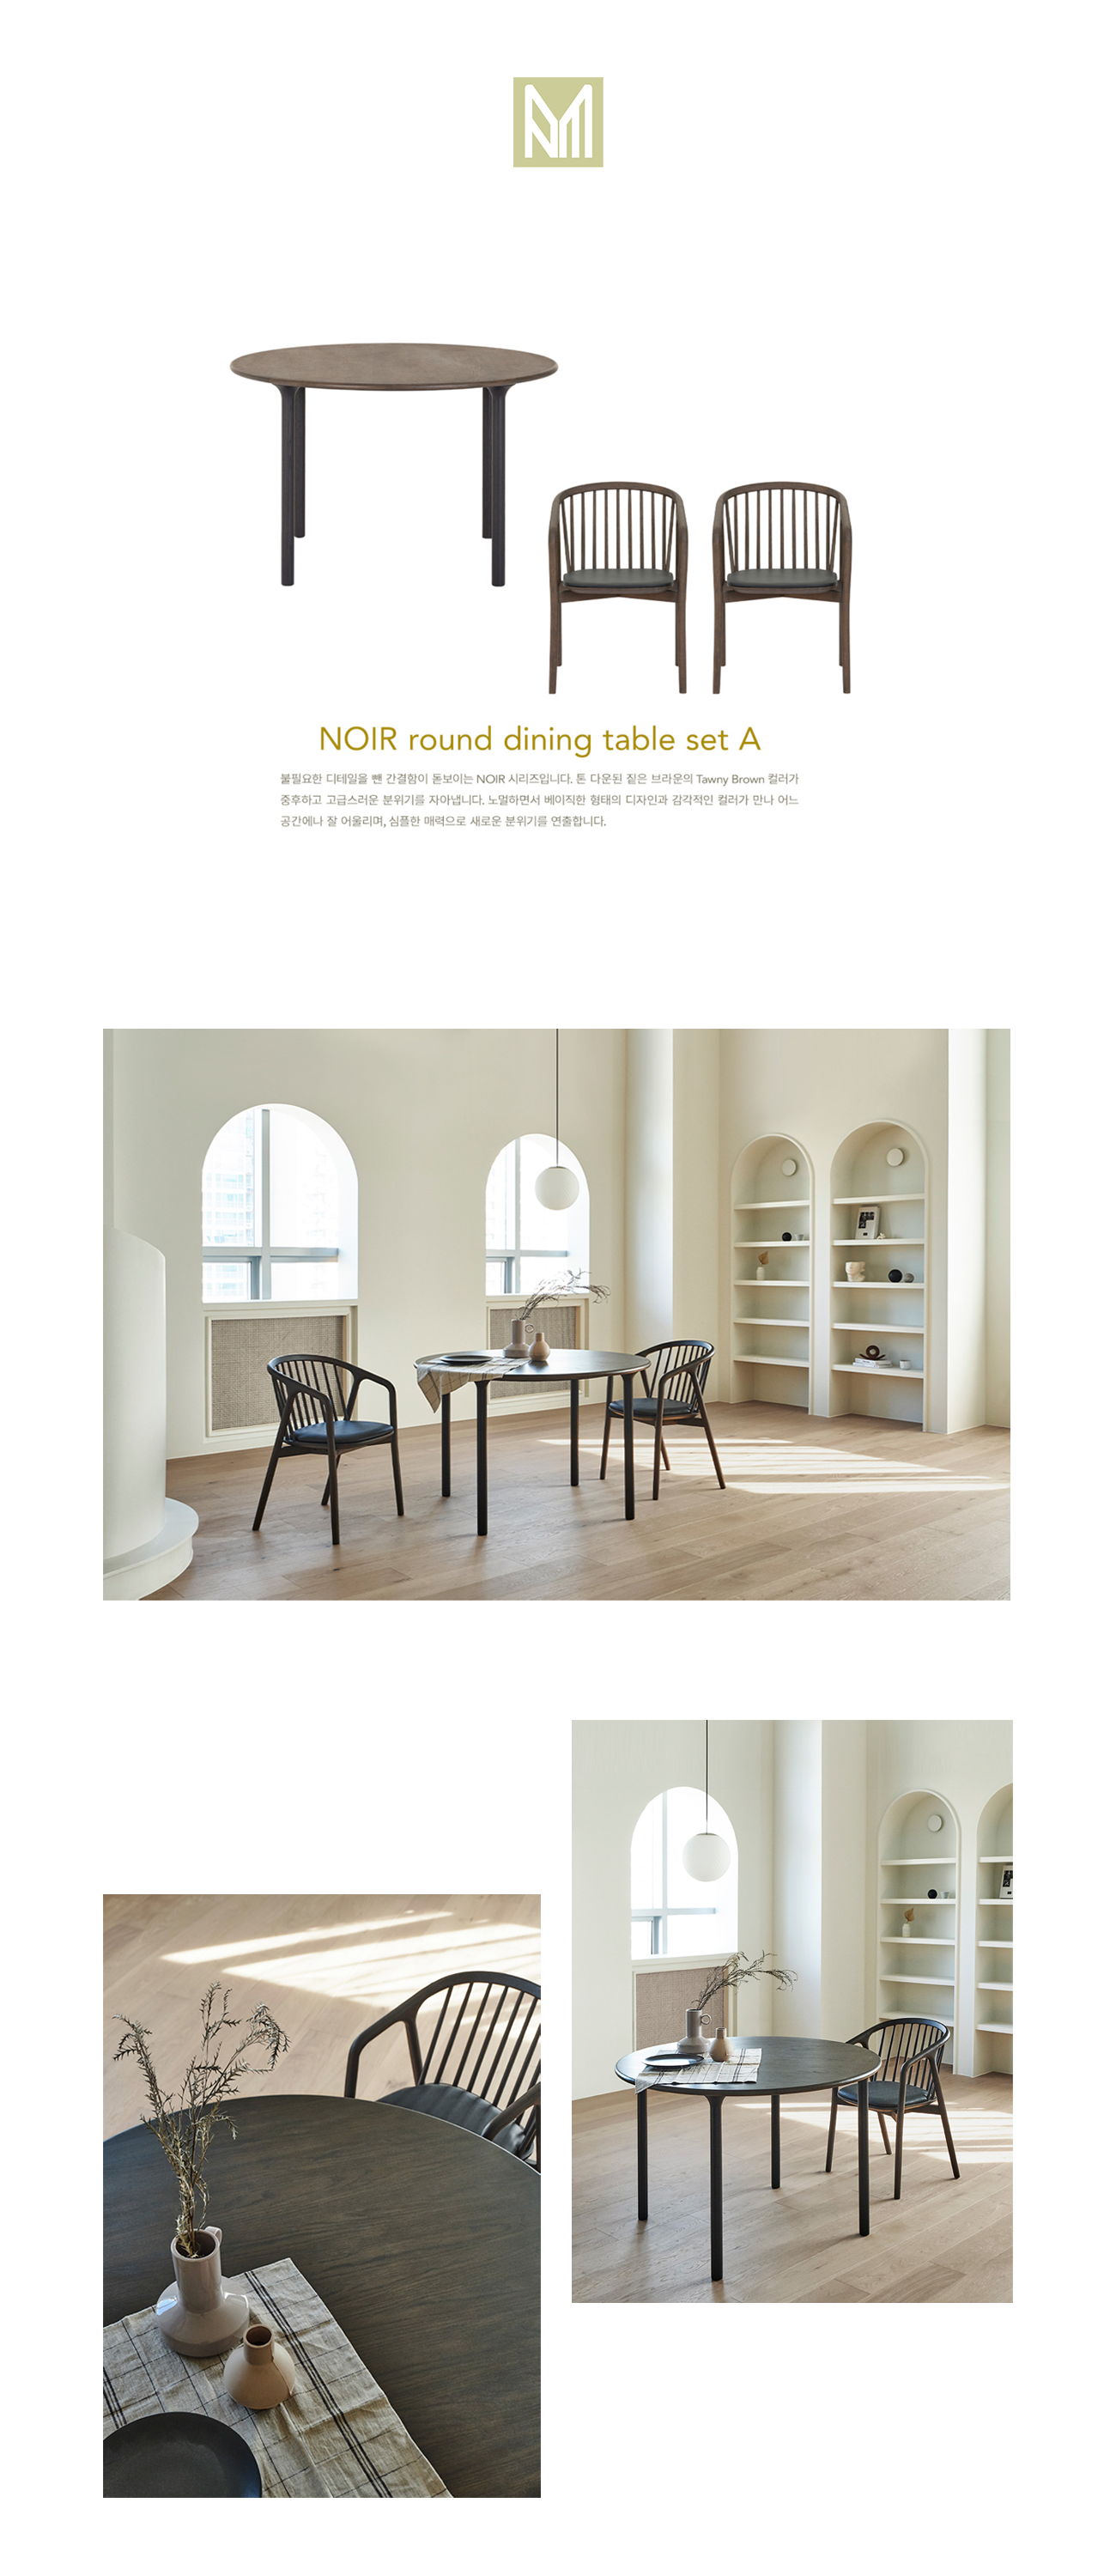 NOIR round dining table set A
불필요한 디테일을 뺀 간결함이 돋보이는 NOIR 시리즈입니다. 톤 다운된 짙은 브라운의 Tawny Brown 컬러가
중후하고 고급스러운 분위기를 자아냅니다. 노멀하면서 베이직한 형태의 디자인과 감각적인 컬러가 만나 어느
공간에나 잘 어울리며, 심플한 매력으로 새로운 분위기를 연출합니다.